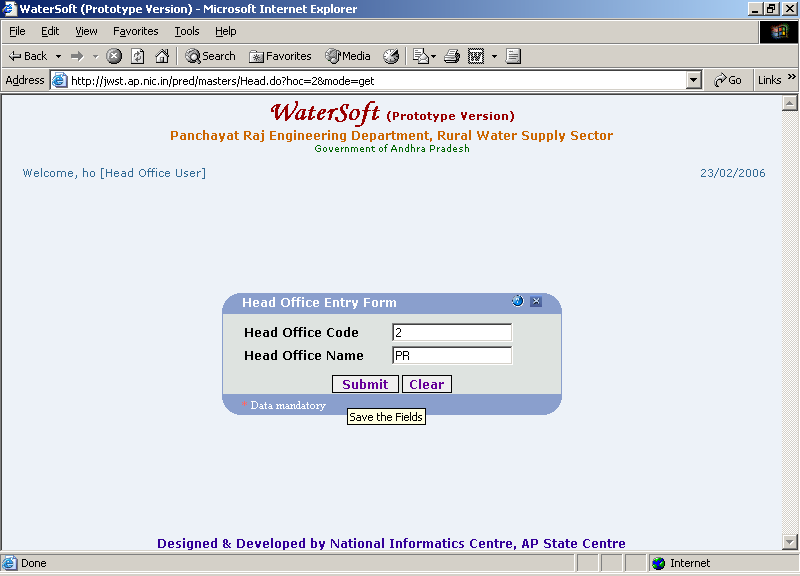 WaterSoft (Prototype Version) - Microsoft Internet Explorer
File Edit View Favorites Tools Help
Back Search Favorites Media
Address http://jwst.ap.nic.in/pred/masters/Head.do?hoc=2&mode=get Go Links »
WaterSoft (Prototype Version)
Panchayat Raj Engineering Department, Rural Water Supply Sector
Government of Andhra Pradesh
Welcome, ho [Head Office User] 23/02/2006
Head Office Entry Form
Head Office Code 2
Head Office Name PR
Submit Clear
* Data mandatory
Save the Fields
Designed & Developed by National Informatics Centre, AP State Centre
Done Internet